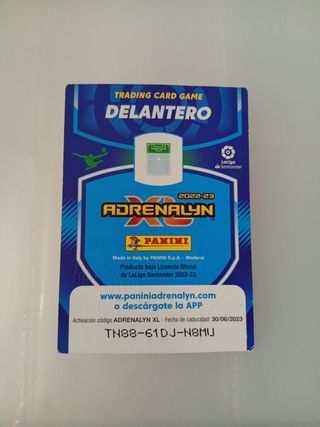 TRADING CARD GAME
DELANTERO
LaLiga
Santander
2022-23
ADRENALYN
XL
PANINI
Made in Italy by PANINI S.p.A. - Modena
Producto bajo Licencia Oficial
de LaLiga Santander 2022-23
www.paniniadrenalyn.com
o descárgate la APP
Activación código ADRENALYN XL - Fecha de caducidad: 30/06/2023
TN88-61DJ-N8MU